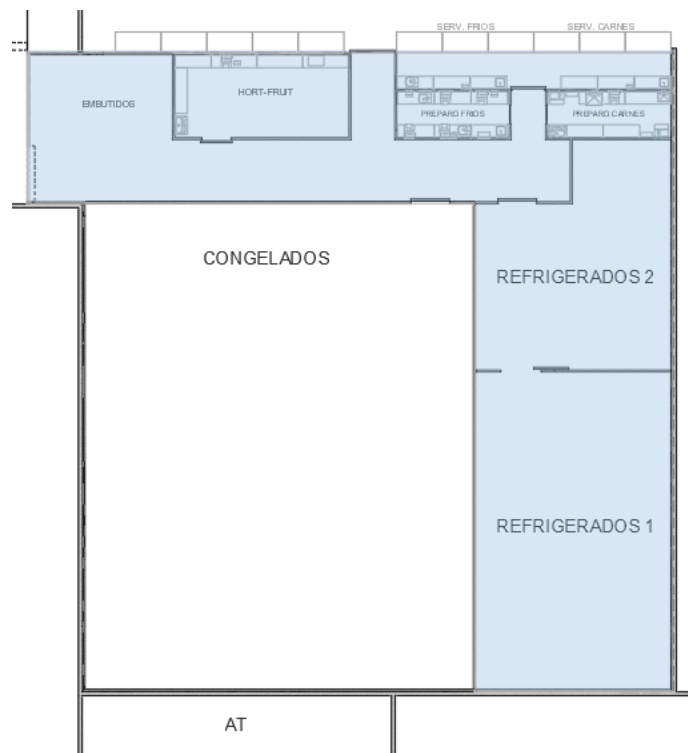 SERV. FRIOS
SERV. CARNES
EMBUTIDOS
HORT-FRUIT
PREPARO FRIOS
PREPARO CARNES
CONGELADOS
REFRIGERADOS 2
REFRIGERADOS 1
AT